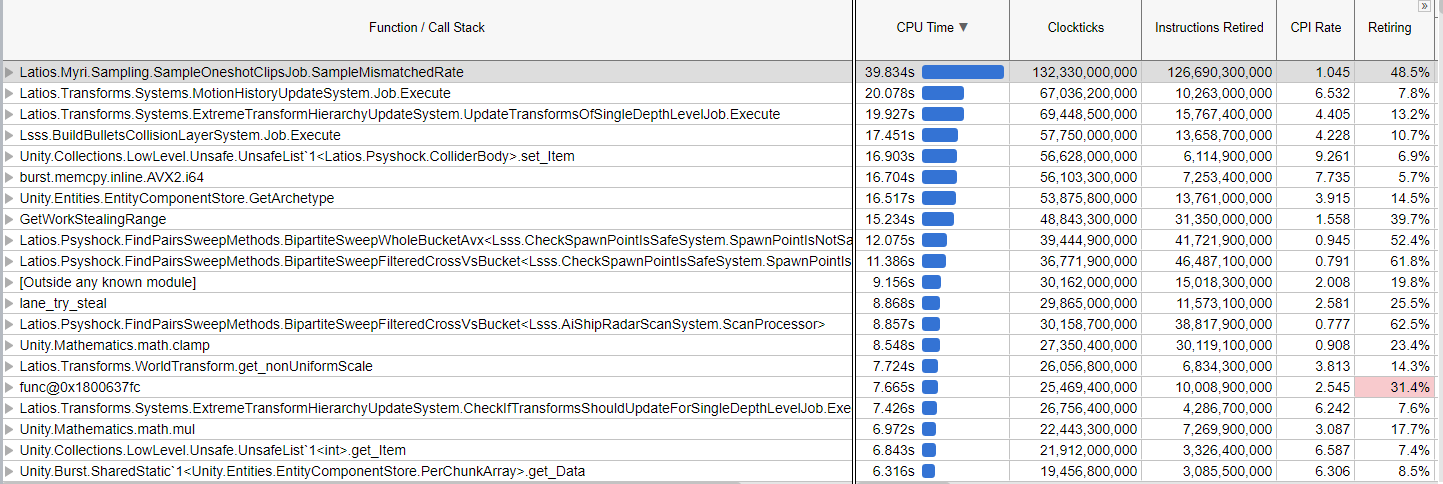 Function / Call Stack CPU Time ▼ Clockticks Instructions Retired CPI Rate Retiring »
Latios.Myri.Sampling.SampleOneshotClipsJob.SampleMismatchedRate 39.834s 132,330,000,000 126,690,300,000 1.045 48.5%
Latios.Transforms.Systems.MotionHistoryUpdateSystem.Job.Execute 20.078s 67,036,200,000 10,263,000,000 6.532 7.8%
Latios.Transforms.Systems.ExtremeTransformHierarchyUpdateSystem.UpdateTransformsOfSingleDepthLevelJob.Execute 19.927s 69,448,500,000 15,767,400,000 4.405 13.2%
Lsss.BuildBulletsCollisionLayerSystem.Job.Execute 17.451s 57,750,000,000 13,658,700,000 4.228 10.7%
Unity.Collections.LowLevel.Unsafe.UnsafeList`1<Latios.Psyshock.ColliderBody>.set_Item 16.903s 56,628,000,000 6,114,900,000 9.261 6.9%
burst.memcpy.inline.AVX2.i64 16.704s 56,103,300,000 7,253,400,000 7.735 5.7%
Unity.Entities.EntityComponentStore.GetArchetype 16.517s 53,875,800,000 13,761,000,000 3.915 14.5%
GetWorkStealingRange 15.234s 48,843,300,000 31,350,000,000 1.558 39.7%
Latios.Psyshock.FindPairsSweepMethods.BipartiteSweepWholeBucketAvx<Lsss.CheckSpawnPointIsSafeSystem.SpawnPointIsNotSa 12.075s 39,444,900,000 41,721,900,000 0.945 52.4%
Latios.Psyshock.FindPairsSweepMethods.BipartiteSweepFilteredCrossVsBucket<Lsss.CheckSpawnPointIsSafeSystem.SpawnPointIs 11.386s 36,771,900,000 46,487,100,000 0.791 61.8%
[Outside any known module] 9.156s 30,162,000,000 15,018,300,000 2.008 19.8%
lane_try_steal 8.868s 29,865,000,000 11,573,100,000 2.581 25.5%
Latios.Psyshock.FindPairsSweepMethods.BipartiteSweepFilteredCrossVsBucket<Lsss.AiShipRadarScanSystem.ScanProcessor> 8.857s 30,158,700,000 38,817,900,000 0.777 62.5%
Unity.Mathematics.math.clamp 8.548s 27,350,400,000 30,119,100,000 0.908 23.4%
Latios.Transforms.WorldTransform.get_nonUniformScale 7.724s 26,056,800,000 6,834,300,000 3.813 14.3%
func@0x1800637fc 7.665s 25,469,400,000 10,008,900,000 2.545 31.4%
Latios.Transforms.Systems.ExtremeTransformHierarchyUpdateSystem.CheckIfTransformsShouldUpdateForSingleDepthLevelJob.Exe 7.426s 26,756,400,000 4,286,700,000 6.242 7.6%
Unity.Mathematics.math.mul 6.972s 22,443,300,000 7,269,900,000 3.087 17.7%
Unity.Collections.LowLevel.Unsafe.UnsafeList`1<int>.get_Item 6.843s 21,912,000,000 3,326,400,000 6.587 7.4%
Unity.Burst.SharedStatic`1<Unity.Entities.EntityComponentStore.PerChunkArray>.get_Data 6.316s 19,456,800,000 3,085,500,000 6.306 8.5%